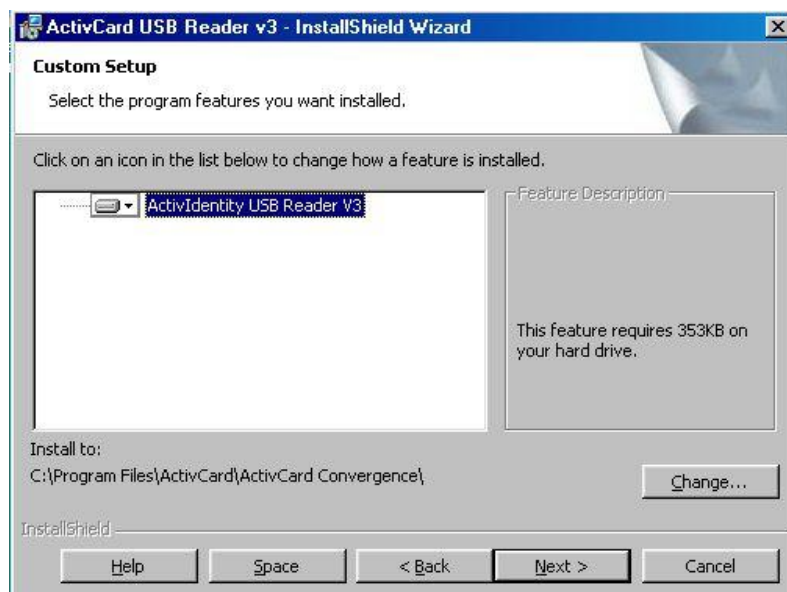 ActivCard USB Reader v3 - InstallShield Wizard
Custom Setup
Select the program features you want installed.
Click on an icon in the list below to change how a feature is installed.
ActivIdentity USB Reader V3
Feature Description
This feature requires 353KB on
your hard drive.
Install to:
C:\Program Files\ActivCard\ActivCard Convergence\
Change...
InstallShield
Help
Space
< Back
Next >
Cancel